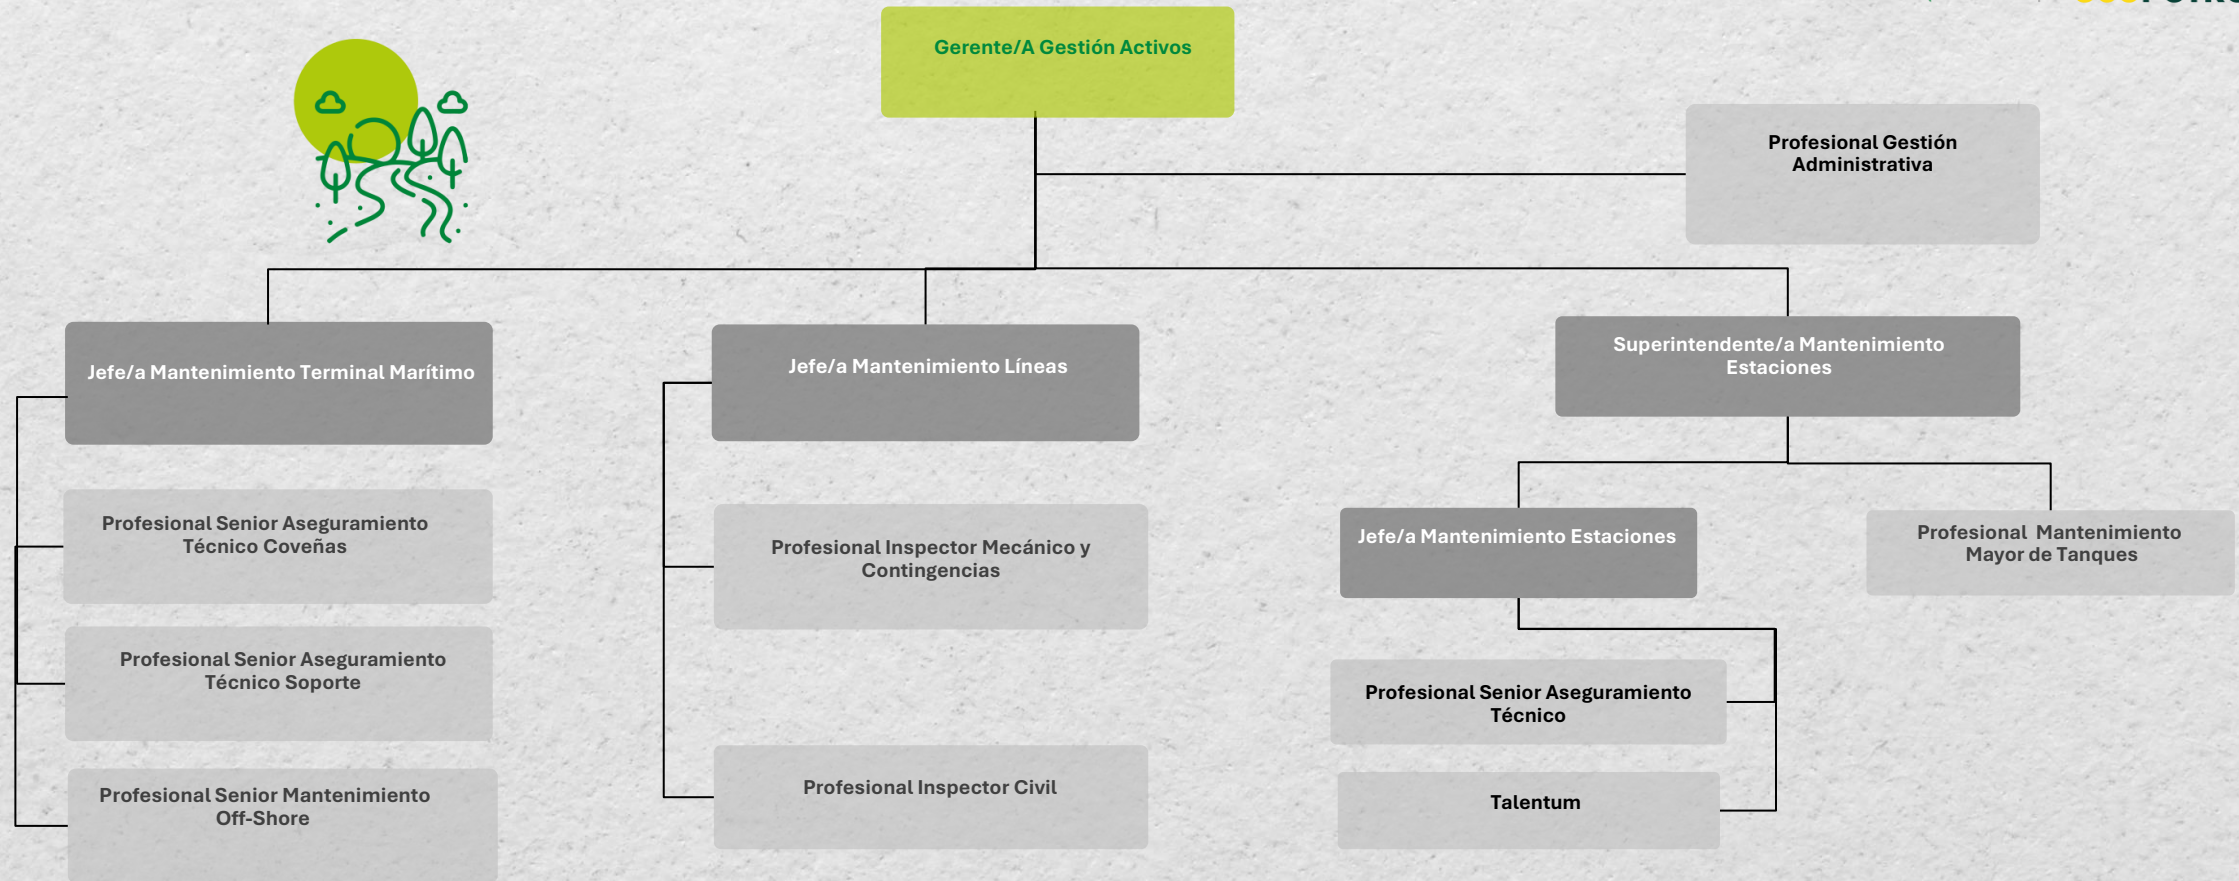 Gerente/A Gestión Activos
Profesional Gestión
Administrativa
Jefe/a Mantenimiento Terminal Marítimo
Jefe/a Mantenimiento Líneas
Superintendente/a Mantenimiento
Estaciones
Profesional Senior Aseguramiento
Técnico Coveñas
Profesional Inspector Mecánico y
Contingencias
Jefe/a Mantenimiento Estaciones
Profesional Mantenimiento
Mayor de Tanques
Profesional Senior Aseguramiento
Técnico Soporte
Profesional Senior Aseguramiento
Técnico
Profesional Senior Mantenimiento
Off-Shore
Profesional Inspector Civil
Talentum